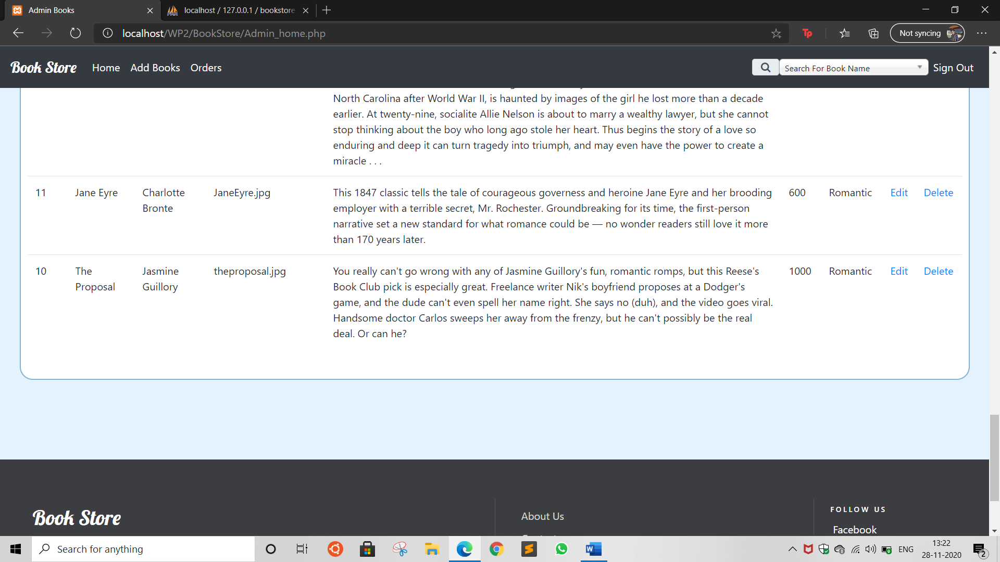 Admin Books
localhost / 127.0.0.1 / bookstore
localhost/WP2/BookStore/Admin_home.php
Not syncing
Book Store
Home
Add Books
Orders
Search For Book Name
Sign Out
North Carolina after World War II, is haunted by images of the girl he lost more than a decade
earlier. At twenty-nine, socialite Allie Nelson is about to marry a wealthy lawyer, but she cannot
stop thinking about the boy who long ago stole her heart. Thus begins the story of a love so
enduring and deep it can turn tragedy into triumph, and may even have the power to create a
miracle . . .
11
Jane Eyre
Charlotte
Bronte
JaneEyre.jpg
This 1847 classic tells the tale of courageous governess and heroine Jane Eyre and her brooding
employer with a terrible secret, Mr. Rochester. Groundbreaking for its time, the first-person
narrative set a new standard for what romance could be — no wonder readers still love it more
than 170 years later.
600
Romantic
Edit
Delete
10
The
Proposal
Jasmine
Guillory
theproposal.jpg
You really can't go wrong with any of Jasmine Guillory's fun, romantic romps, but this Reese's
Book Club pick is especially great. Freelance writer Nik's boyfriend proposes at a Dodger's
game, and the dude can't even spell her name right. She says no (duh), and the video goes viral.
Handsome doctor Carlos sweeps her away from the frenzy, but he can't possibly be the real
deal. Or can he?
1000
Romantic
Edit
Delete
Book Store
About Us
FOLLOW US
Facebook
Search for anything
ENG
13:22
28-11-2020
2